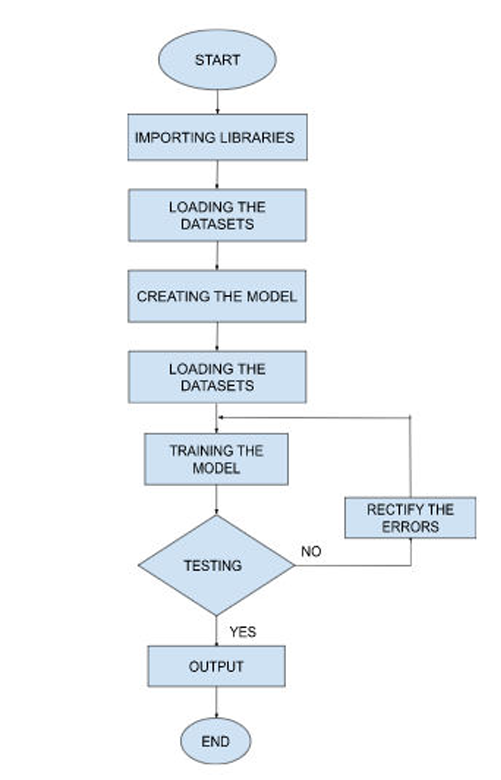 START
IMPORTING LIBRARIES
LOADING THE
DATASETS
CREATING THE MODEL
LOADING THE
DATASETS
TRAINING THE
MODEL
RECTIFY THE
ERRORS
NO
TESTING
YES
OUTPUT
END